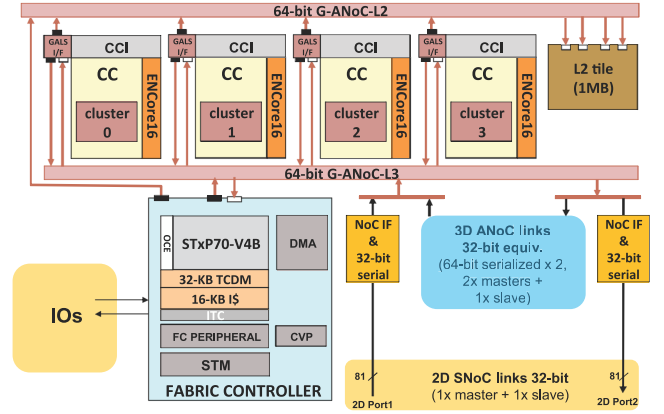 64-bit G-ANoC-L2
GALS
I/F
CCI
CC
cluster
0
ENCore16
GALS
I/F
CCI
CC
cluster
1
ENCore16
GALS
I/F
CCI
CC
cluster
2
ENCore16
GALS
I/F
CCI
CC
cluster
3
ENCore16
L2 tile
(1MB)
64-bit G-ANoC-L3
OCE
STxP70-V4B
DMA
32-KB TCDM
16-KB I$
ITC
FC PERIPHERAL
CVP
STM
FABRIC CONTROLLER
IOs
NoC IF
&
32-bit
serial
3D ANoC links
32-bit equiv.
(64-bit serialized x 2,
2x masters +
1x slave)
NoC IF
&
32-bit
serial
2D SNoC links 32-bit
(1x master + 1x slave)
81
2D Port1
81
2D Port2